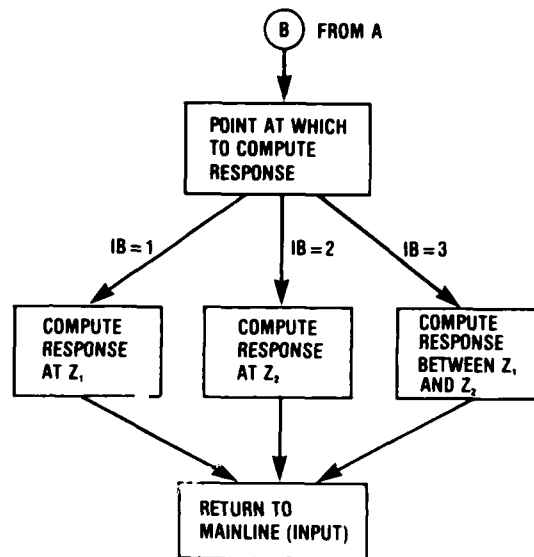 B FROM A
POINT AT WHICH
TO COMPUTE
RESPONSE
IB=1
IB=2
IB=3
COMPUTE
RESPONSE
AT Z₁
COMPUTE
RESPONSE
AT Z₂
COMPUTE
RESPONSE
BETWEEN Z₁
AND Z₂
RETURN TO
MAINLINE (INPUT)